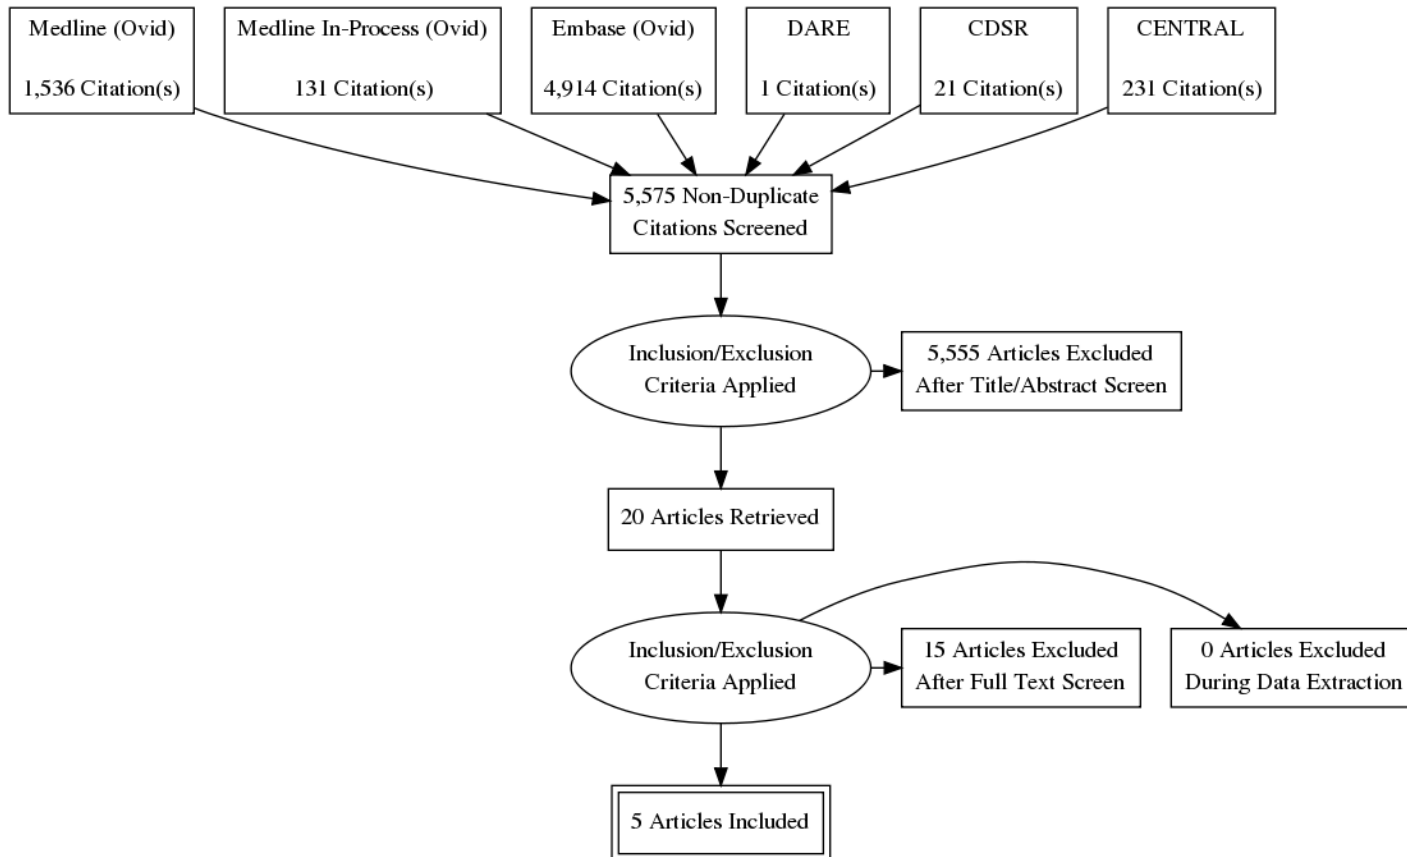 Medline (Ovid)
1,536 Citation(s)
Medline In-Process (Ovid)
131 Citation(s)
Embase (Ovid)
4,914 Citation(s)
DARE
1 Citation(s)
CDSR
21 Citation(s)
CENTRAL
231 Citation(s)
5,575 Non-Duplicate
Citations Screened
Inclusion/Exclusion
Criteria Applied
5,555 Articles Excluded
After Title/Abstract Screen
20 Articles Retrieved
Inclusion/Exclusion
Criteria Applied
15 Articles Excluded
After Full Text Screen
0 Articles Excluded
During Data Extraction
5 Articles Included